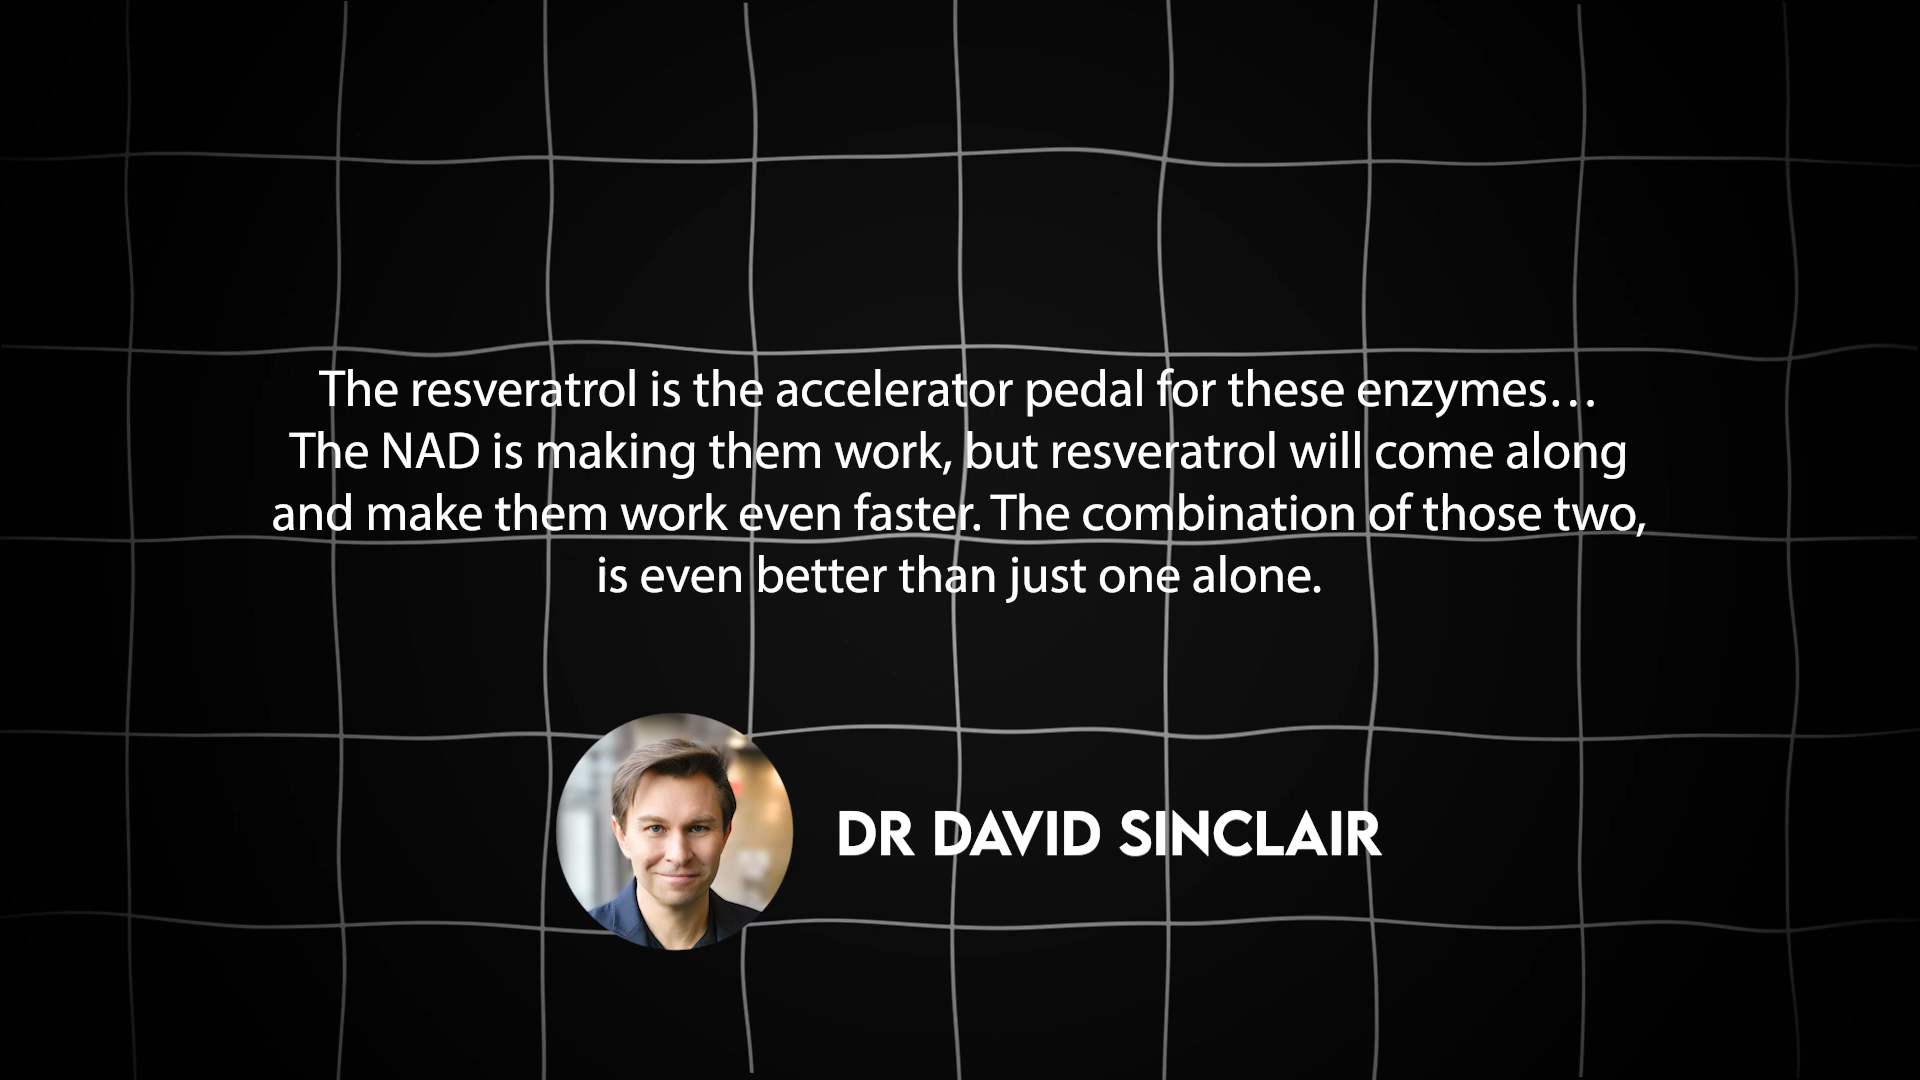 The resveratrol is the accelerator pedal for these enzymes…
The NAD is making them work, but resveratrol will come along
and make them work even faster. The combination of those two,
is even better than just one alone.
DR DAVID SINCLAIR